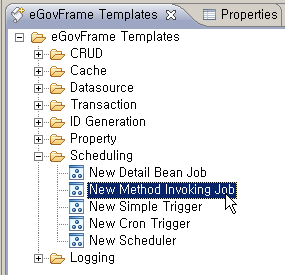 eGovFrame Templates
Properties
eGovFrame Templates
CRUD
Cache
Datasource
Transaction
ID Generation
Property
Scheduling
New Detail Bean Job
New Method Invoking Job
New Simple Trigger
New Cron Trigger
New Scheduler
Logging